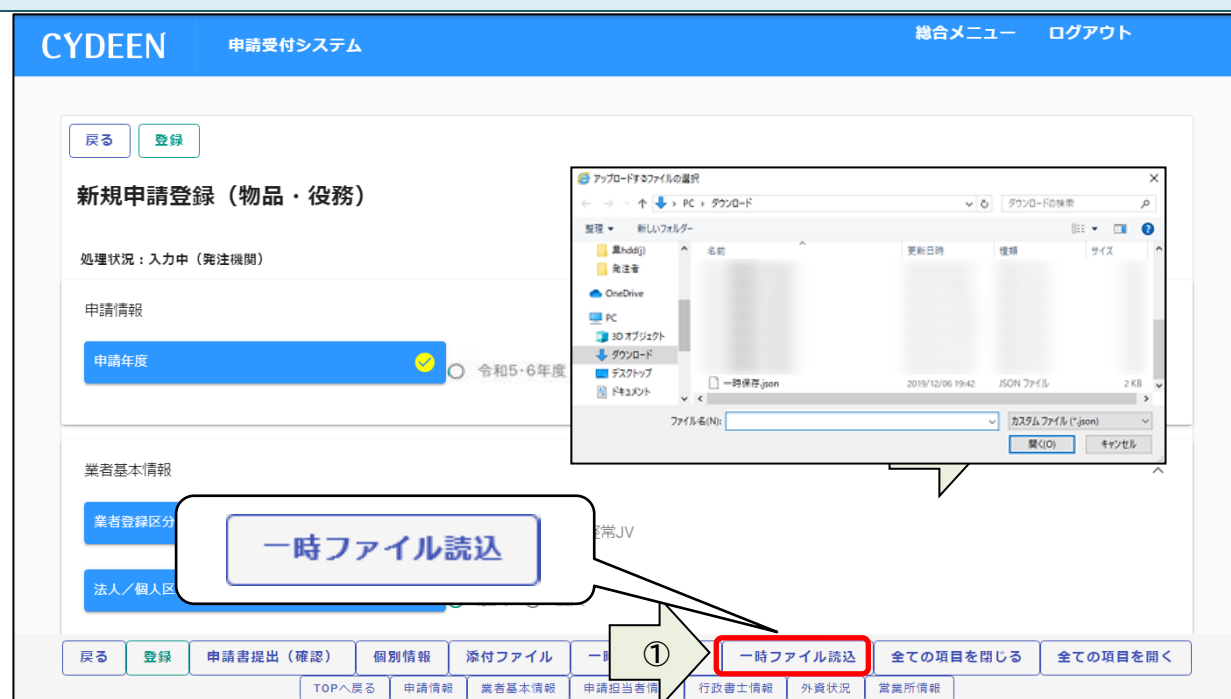 CYDEEN 申請受付システム 総合メニュー ログアウト
戻る 登録
新規申請登録（物品・役務）
処理状況：入力中（発注機関）
申請情報
申請年度 令和5・6年度
アップロードするファイルの選択
PC › ダウンロード ダウンロードの検索
整理 新しいフォルダー
名前 更新日時 種類 サイズ
黒hdd(j)
発注者
OneDrive
PC
3D オブジェクト
ダウンロード
デスクトップ
ドキュメント
一時保存.json 2019/12/06 19:42 JSON ファイル 2 KB
ファイル名(N): カスタム ファイル (*.json)
開く(O) キャンセル
業者基本情報
業者登録区分
常JV
一時ファイル読込
法人／個人区
①
戻る 登録 申請書提出（確認） 個別情報 添付ファイル 一時ファイル読込 全ての項目を閉じる 全ての項目を開く
TOPへ戻る 申請情報 業者基本情報 申請担当者情 行政書士情報 外資状況 営業所情報